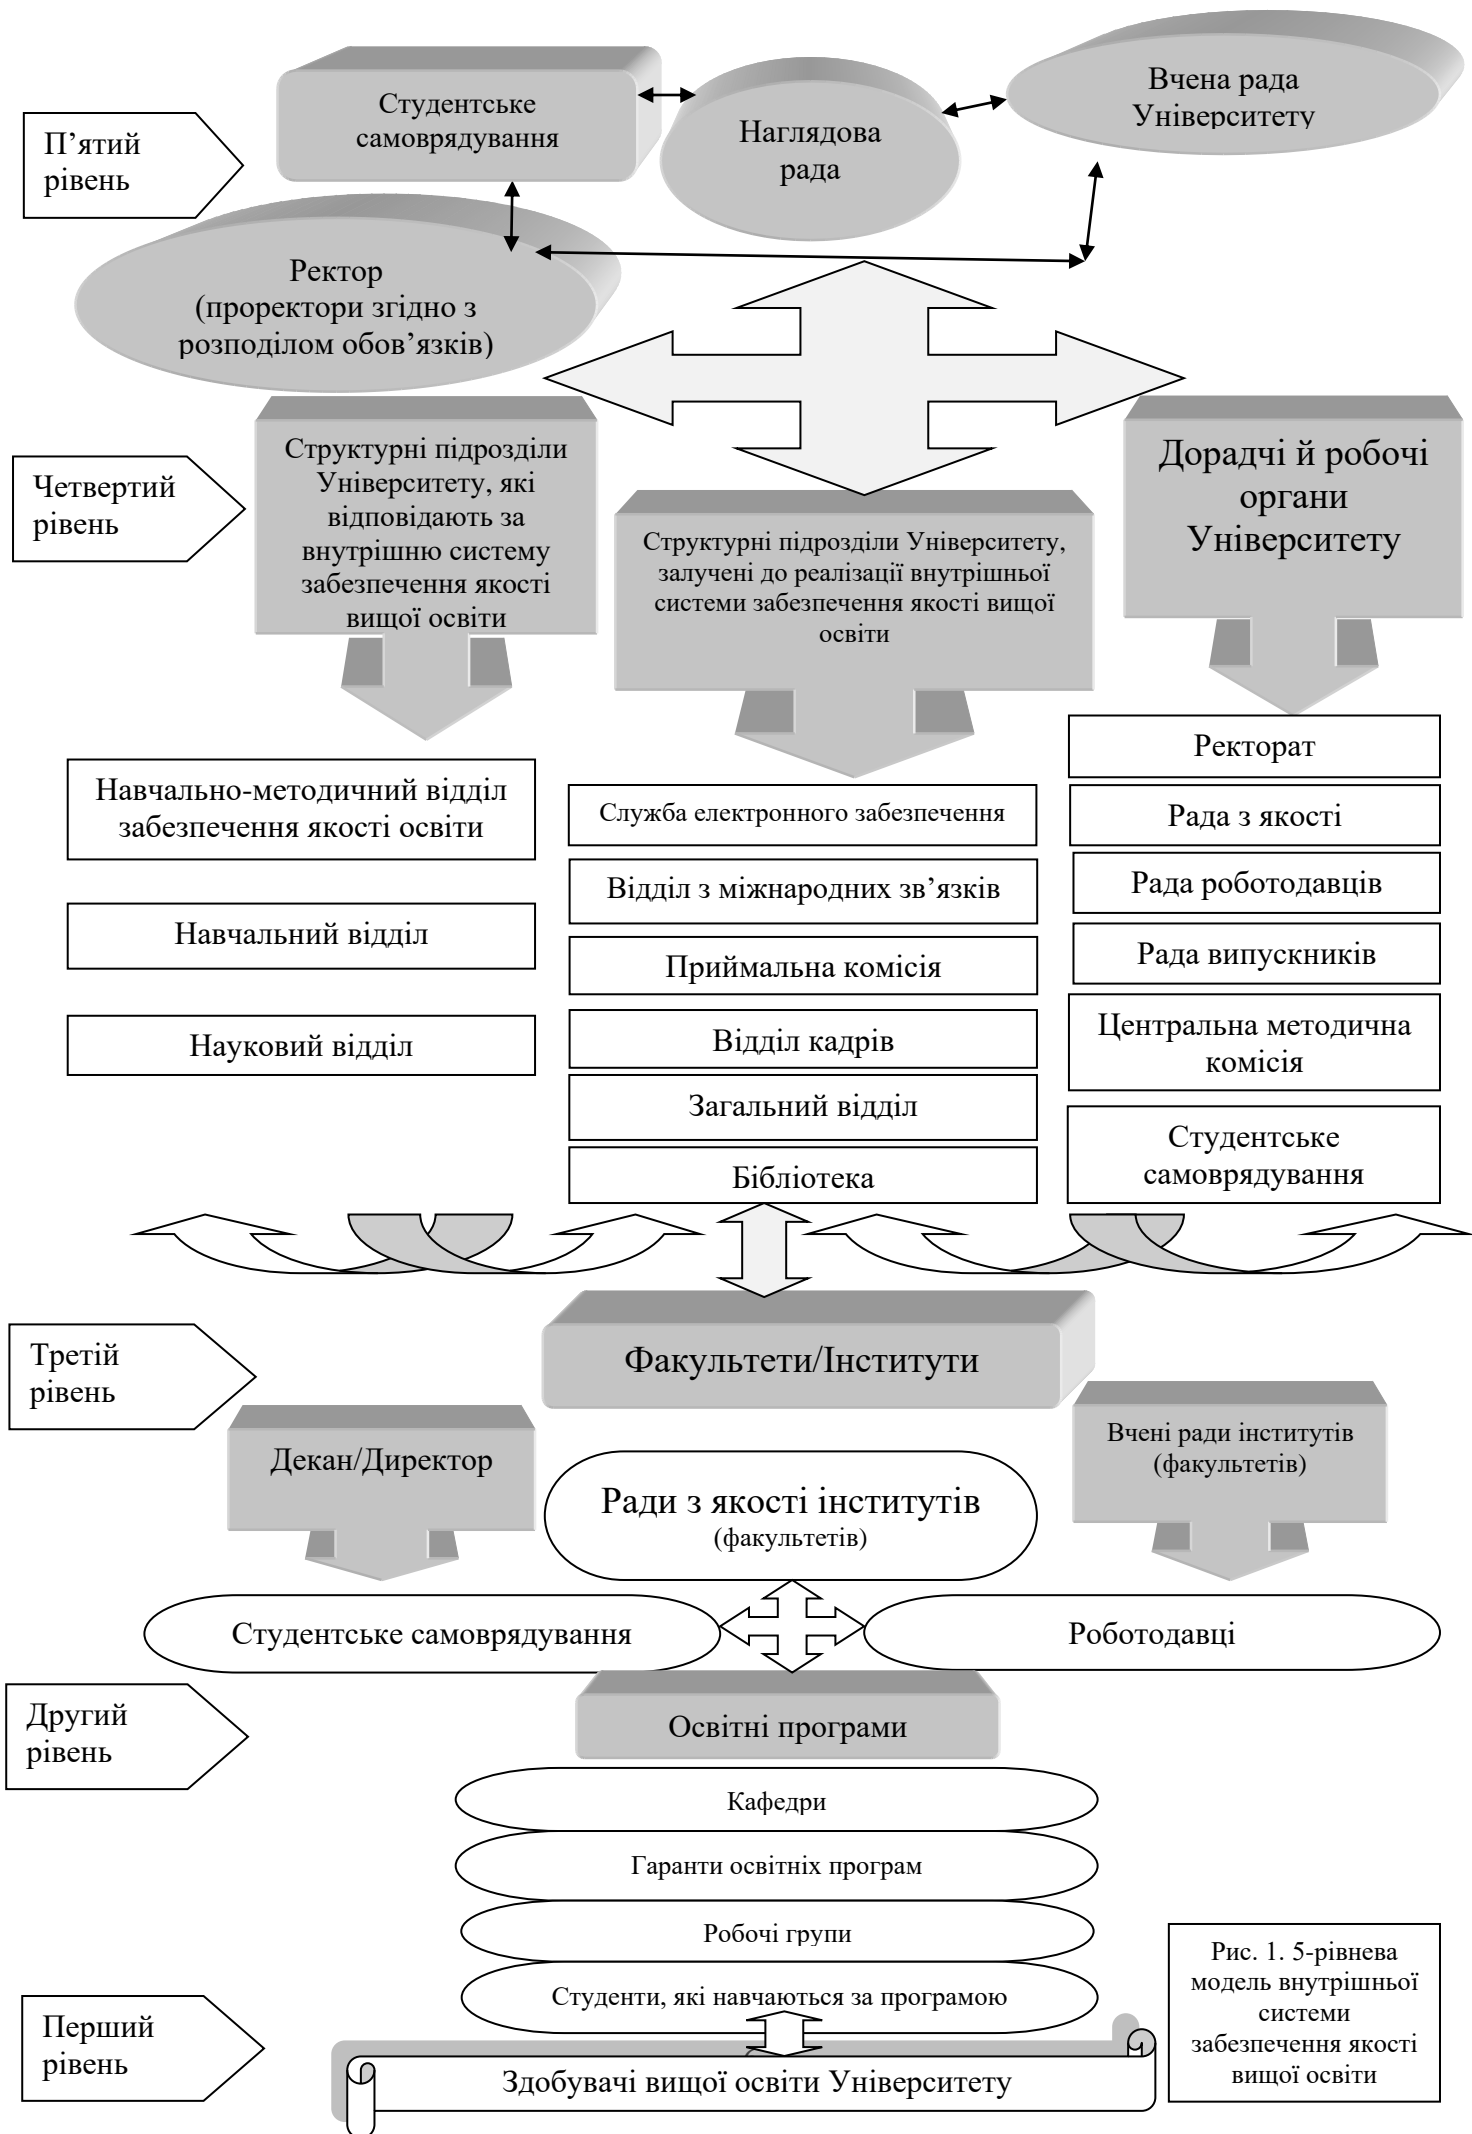 Студентське
самоврядування
Наглядова
рада
Вчена рада
Університету
П’ятий
рівень
Ректор
(проректори згідно з
розподілом обов’язків)
Четвертий
рівень
Структурні підрозділи
Університету, які
відповідають за
внутрішню систему
забезпечення якості
вищої освіти
Структурні підрозділи Університету,
залучені до реалізації внутрішньої
системи забезпечення якості вищої
освіти
Дорадчі й робочі
органи
Університету
Навчально-методичний відділ
забезпечення якості освіти
Навчальний відділ
Науковий відділ
Служба електронного забезпечення
Відділ з міжнародних зв’язків
Приймальна комісія
Відділ кадрів
Загальний відділ
Бібліотека
Ректорат
Рада з якості
Рада роботодавців
Рада випускників
Центральна методична
комісія
Студентське
самоврядування
Третій
рівень
Факультети/Інститути
Декан/Директор
Ради з якості інститутів
(факультетів)
Вчені ради інститутів
(факультетів)
Студентське самоврядування
Роботодавці
Другий
рівень
Освітні програми
Кафедри
Гаранти освітніх програм
Робочі групи
Студенти, які навчаються за програмою
Перший
рівень
Здобувачі вищої освіти Університету
Рис. 1. 5-рівнева
модель внутрішньої
системи
забезпечення якості
вищої освіти